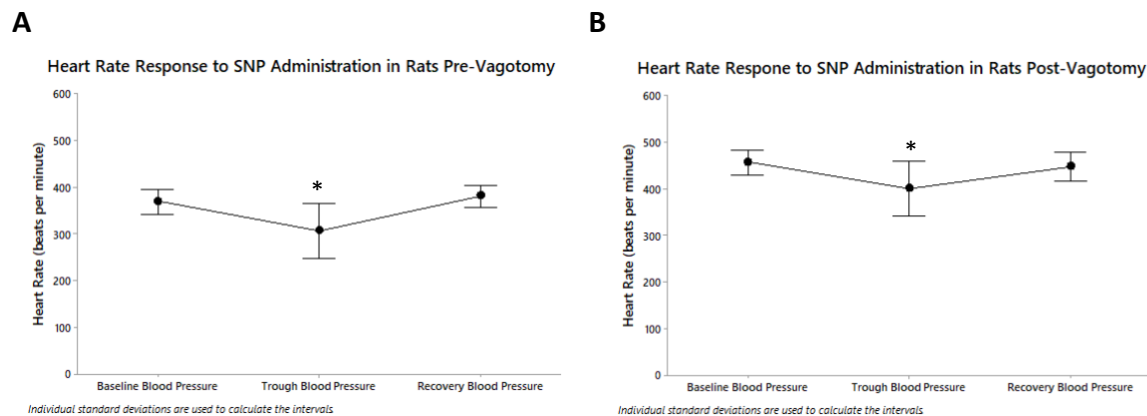 A
Heart Rate Response to SNP Administration in Rats Pre-Vagotomy
Heart Rate (beats per minute)
600
500
400
300
200
100
0
*
Baseline Blood Pressure
Trough Blood Pressure
Recovery Blood Pressure
Individual standard deviations are used to calculate the intervals.
B
Heart Rate Respone to SNP Administration in Rats Post-Vagotomy
Heart Rate (beats per minute)
600
500
400
300
200
100
0
*
Baseline Blood Pressure
Trough Blood Pressure
Recovery Blood Pressure
Individual standard deviations are used to calculate the intervals.